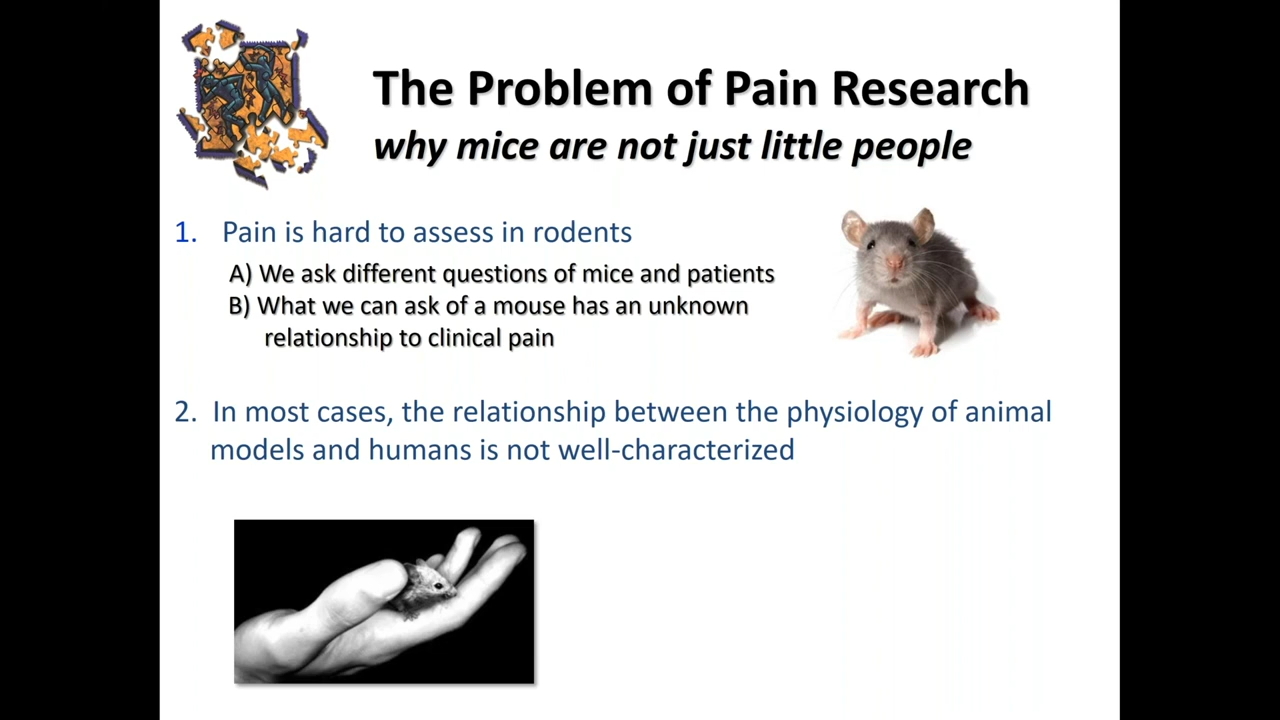 The Problem of Pain Research
why mice are not just little people
1. Pain is hard to assess in rodents
A) We ask different questions of mice and patients
B) What we can ask of a mouse has an unknown
relationship to clinical pain
2. In most cases, the relationship between the physiology of animal
models and humans is not well-characterized